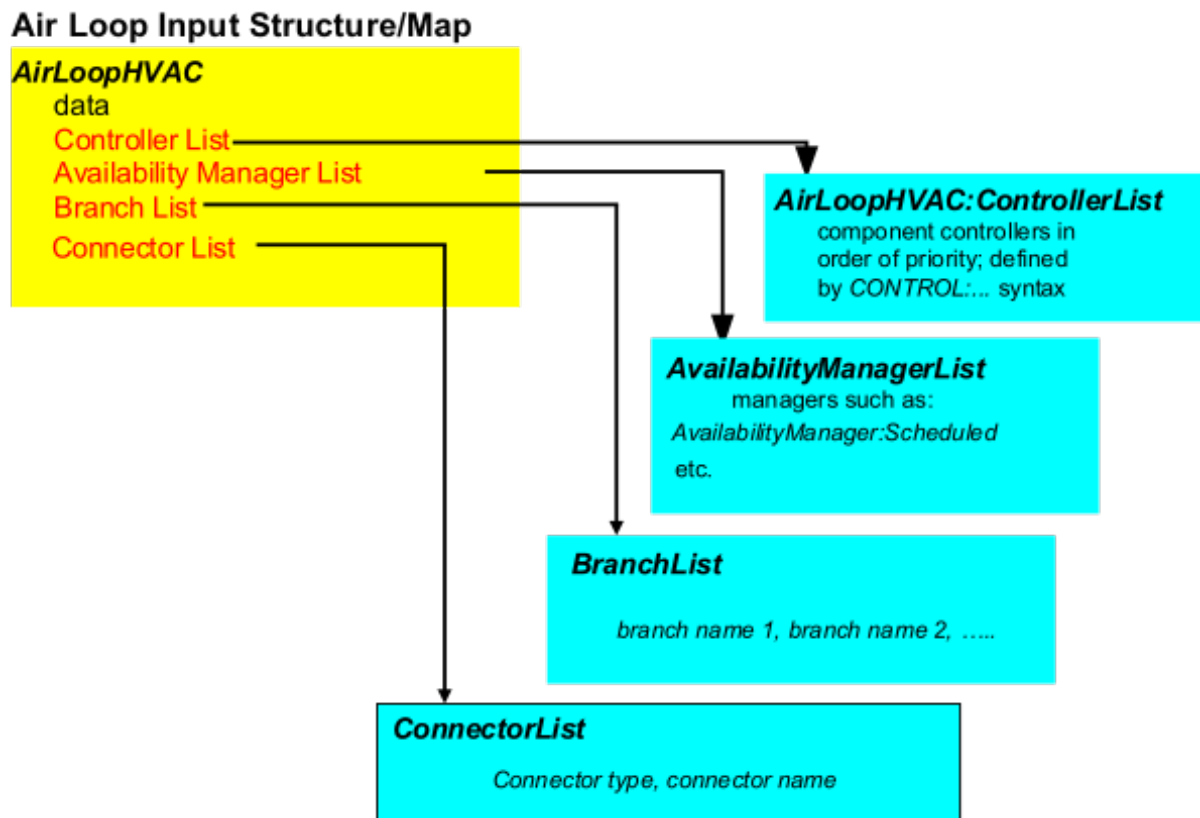 Air Loop Input Structure/Map
AirLoopHVAC
data
Controller List
Availability Manager List
Branch List
Connector List
AirLoopHVAC:ControllerList
component controllers in
order of priority; defined
by CONTROL:... syntax
AvailabilityManagerList
managers such as:
AvailabilityManager:Scheduled
etc.
BranchList
branch name 1, branch name 2, .....
ConnectorList
Connector type, connector name